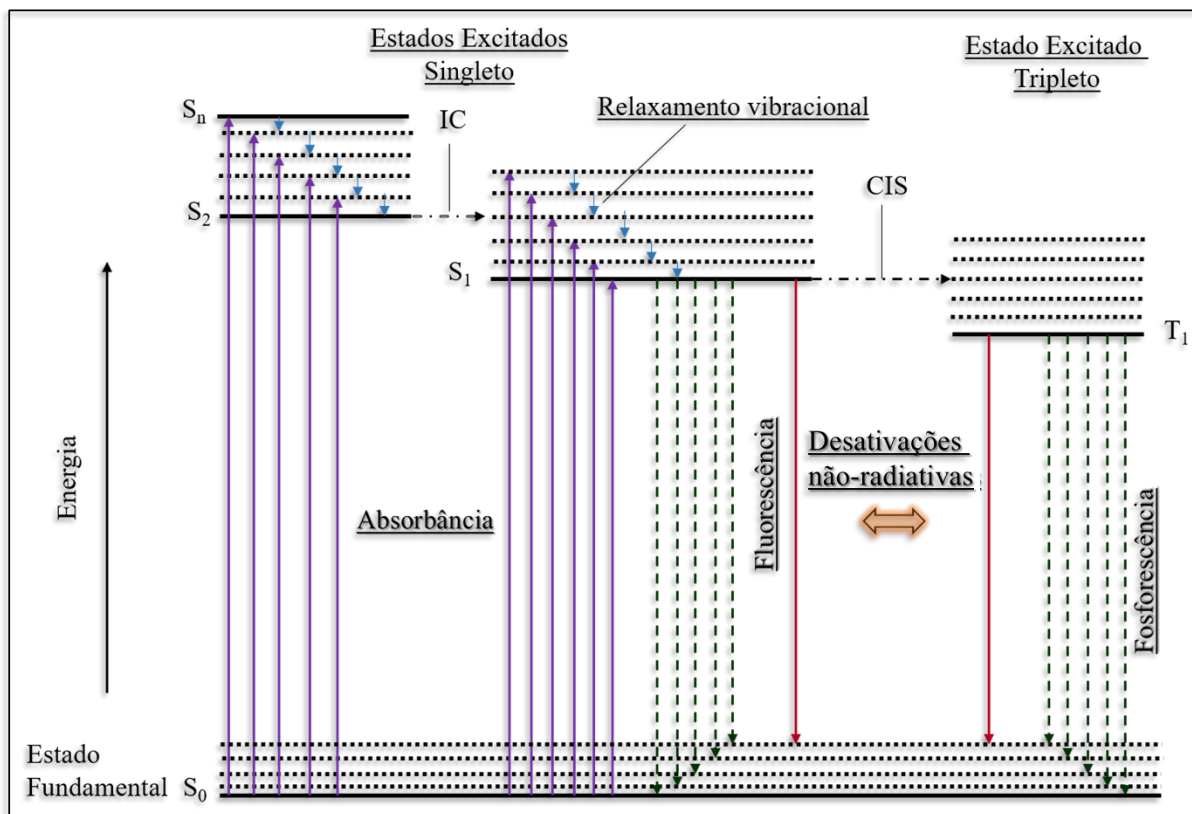 Estados Excitados
Singleto
Estado Excitado
Tripleto
Sₙ
IC
Relaxamento vibracional
S₂
CIS
S₁
T₁
Energia
Absorbância
Fluorescência
Desativações
não-radiativas
Fosforescência
Estado
Fundamental S₀